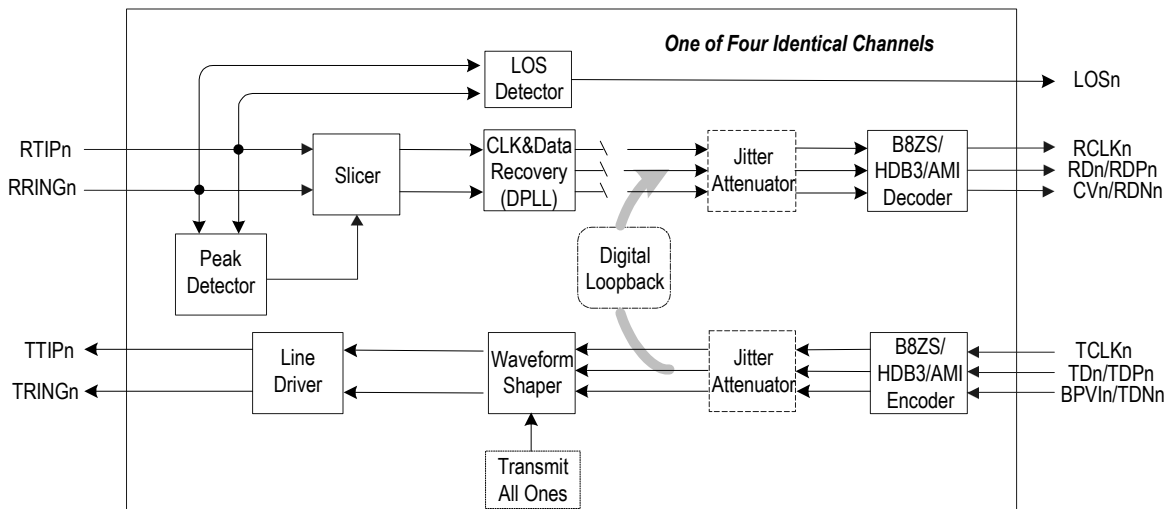 One of Four Identical Channels
LOS
Detector
LOSn
RTIPn
RRINGn
Slicer
CLK&Data
Recovery
(DPLL)
Jitter
Attenuator
B8ZS/
HDB3/AMI
Decoder
RCLKn
RDn/RDPn
CVn/RDNn
Peak
Detector
Digital
Loopback
TTIPn
TRINGn
Line
Driver
Waveform
Shaper
Jitter
Attenuator
B8ZS/
HDB3/AMI
Encoder
TCLKn
TDn/TDPn
BPVIn/TDNn
Transmit
All Ones